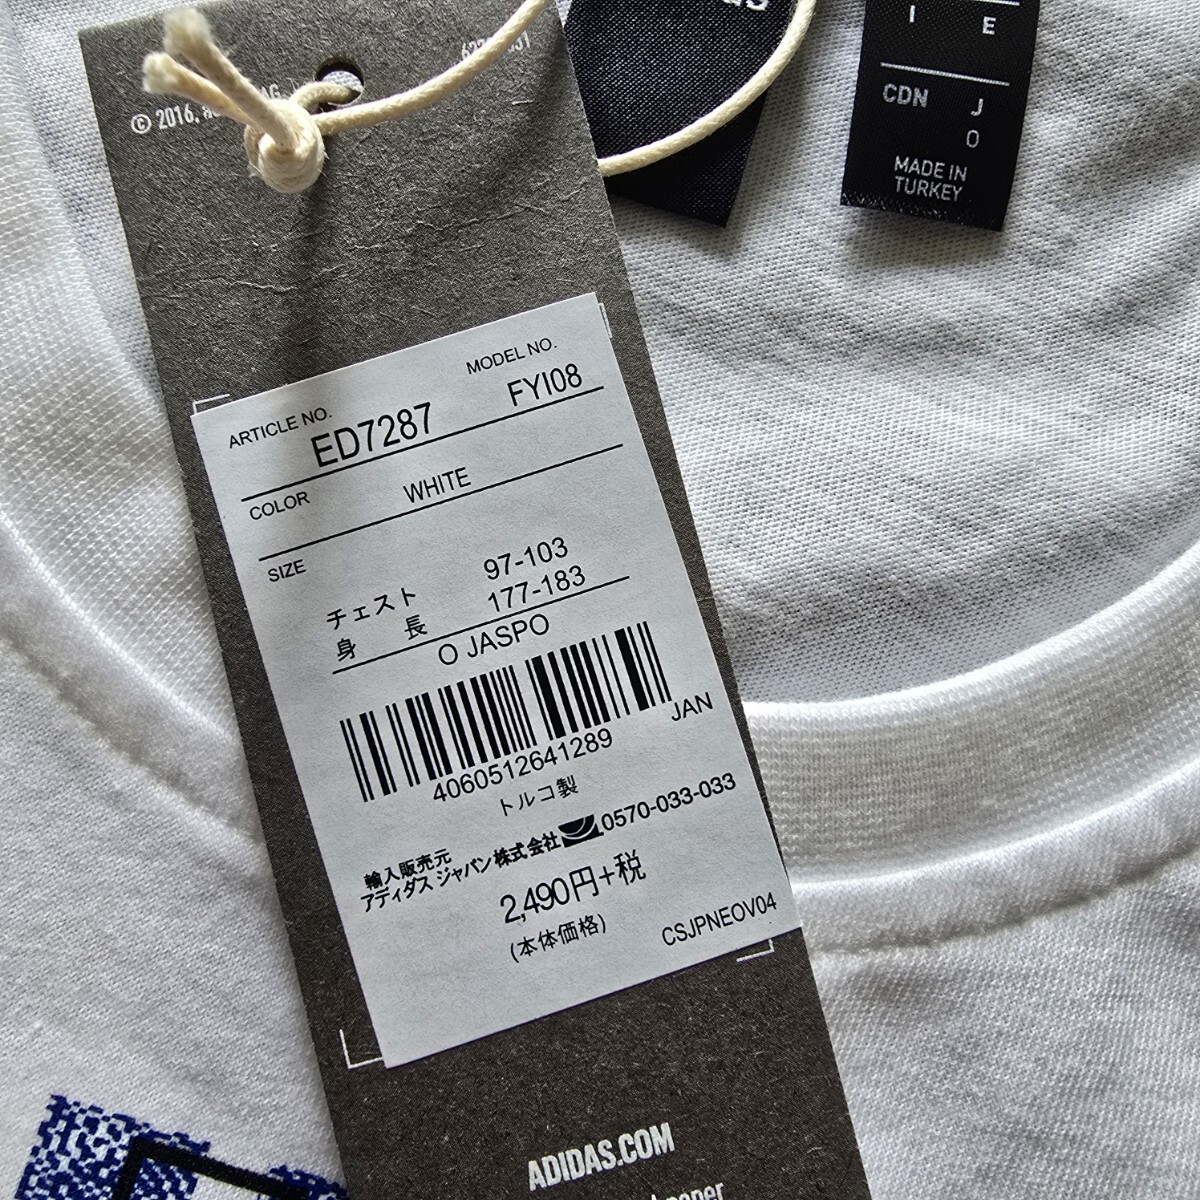 © 2016,
I E
CDN J
O
MADE IN
TURKEY
ARTICLE NO. MODEL NO.
ED7287 FYI08
COLOR WHITE
SIZE
チェスト 97-103
身長 177-183
O JASPO
JAN
4060512641289
トルコ製
輸入販売元
アディダス ジャパン株式会社 0570-033-033
2,490円+税
(本体価格)
CSJPNEOV04
ADIDAS.COM